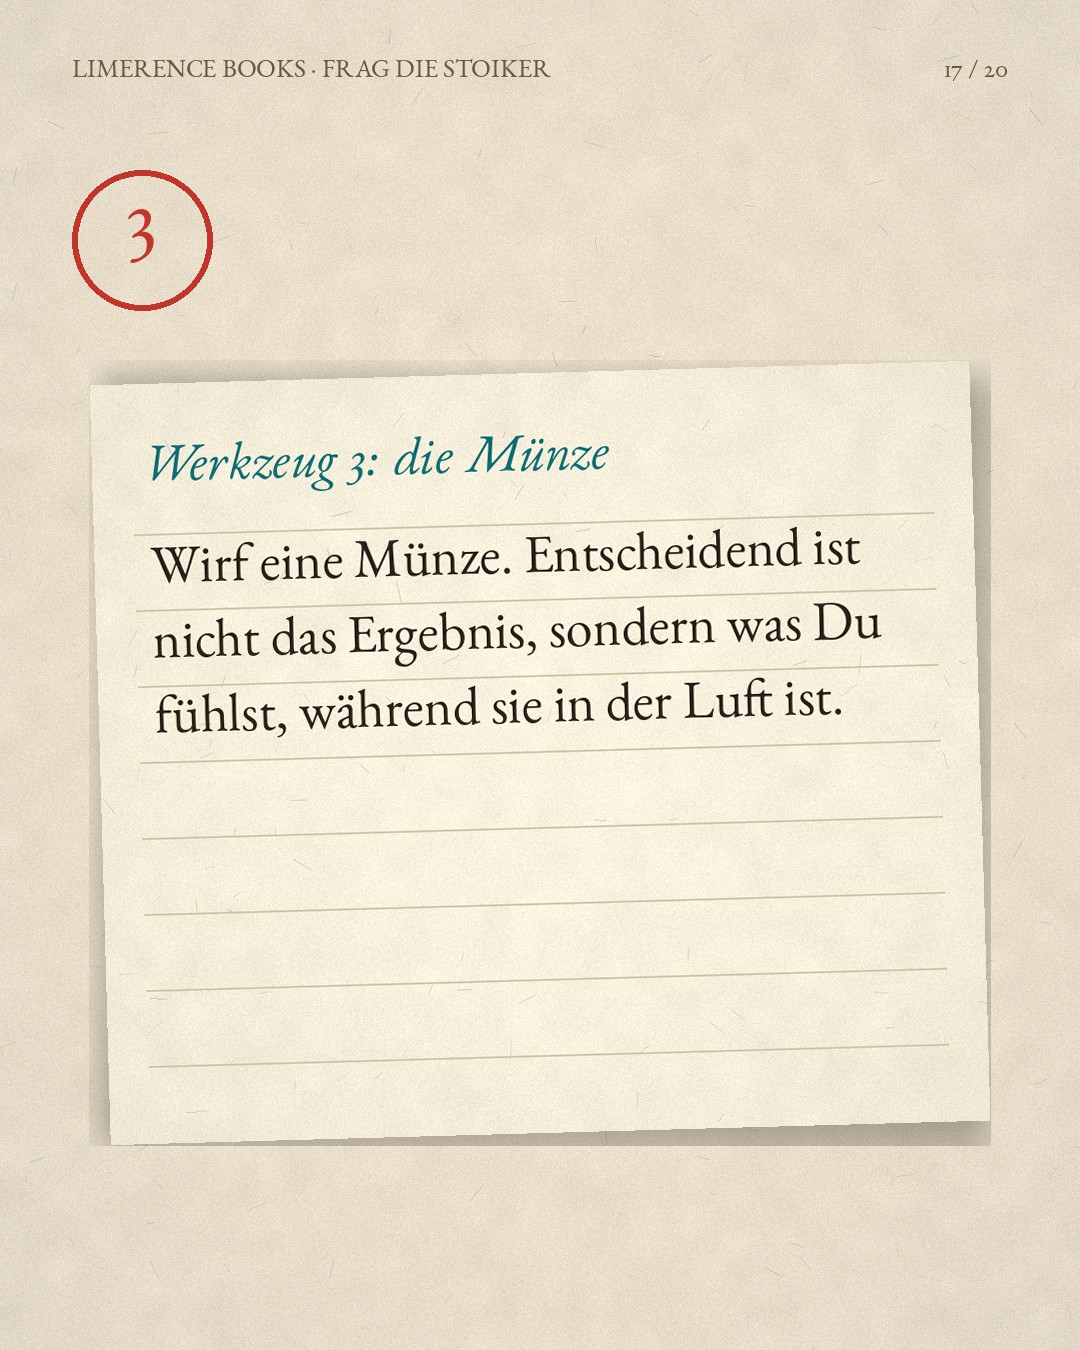 LIMERENCE BOOKS · FRAG DIE STOIKER
17 / 20
3
Werkzeug 3: die Münze
Wirf eine Münze. Entscheidend ist
nicht das Ergebnis, sondern was Du
fühlst, während sie in der Luft ist.